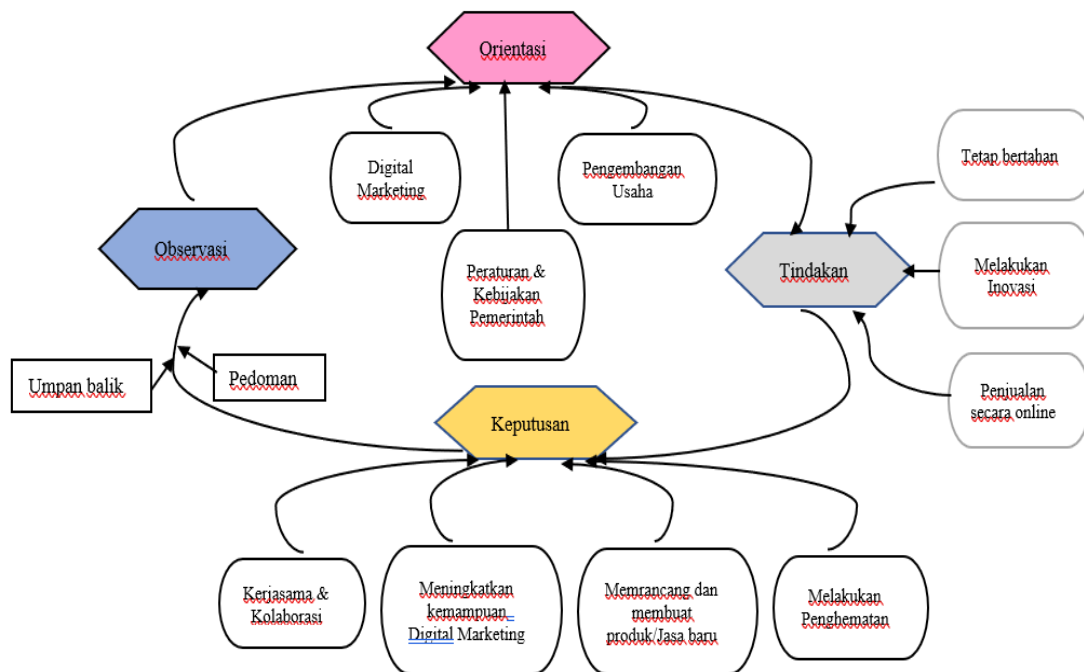 Orientasi
Digital
Marketing
Pengembangan
Usaha
Tetap bertahan
Observasi
Peraturan &
Kebijakan
Pemerintah
Tindakan
Melakukan
Inovasi
Umpan balik
Pedoman
Penjualan
secara online
Keputusan
Kerjasama &
Kolaborasi
Meningkatkan
kemampuan
Digital Marketing
Memrancang dan
membuat
produk/Jasa baru
Melakukan
Penghematan